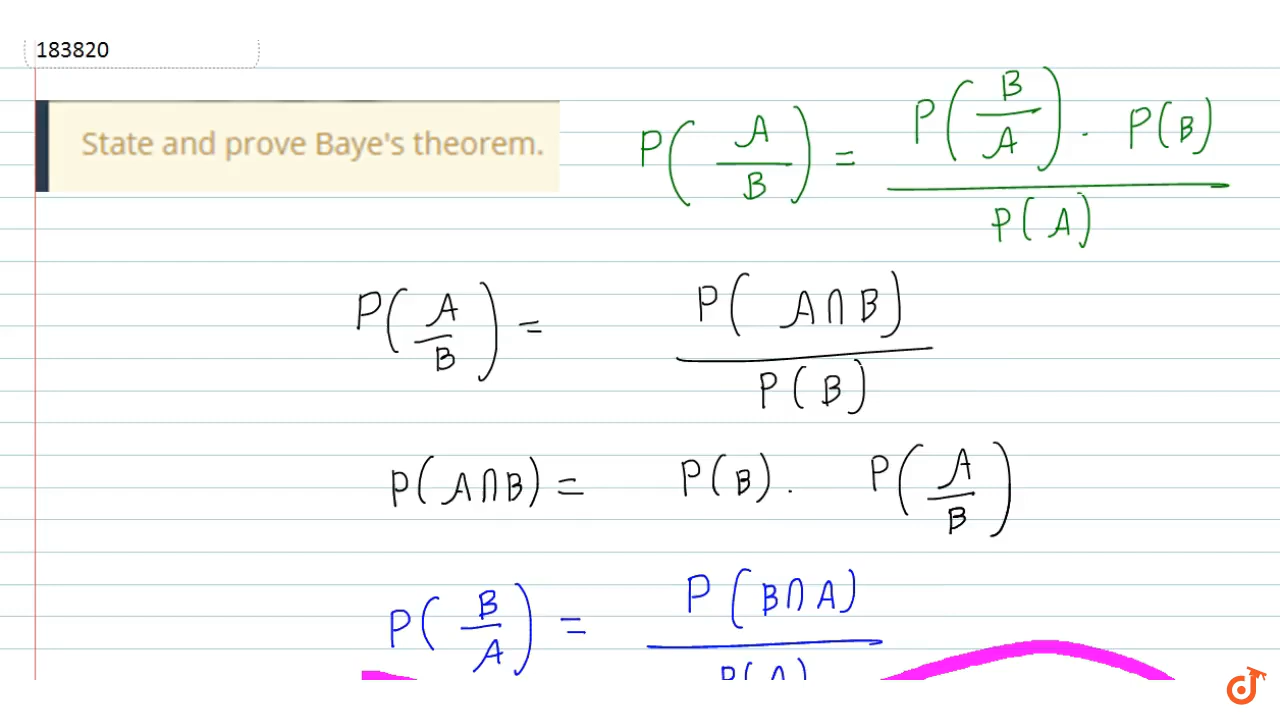 183820
State and prove Baye's theorem.
P(A/B) = P(B/A) . P(B) / P(A)
P(A/B) = P(A∩B) / P(B)
P(A∩B) = P(B) . P(A/B)
P(B/A) = P(B∩A) / P(A)